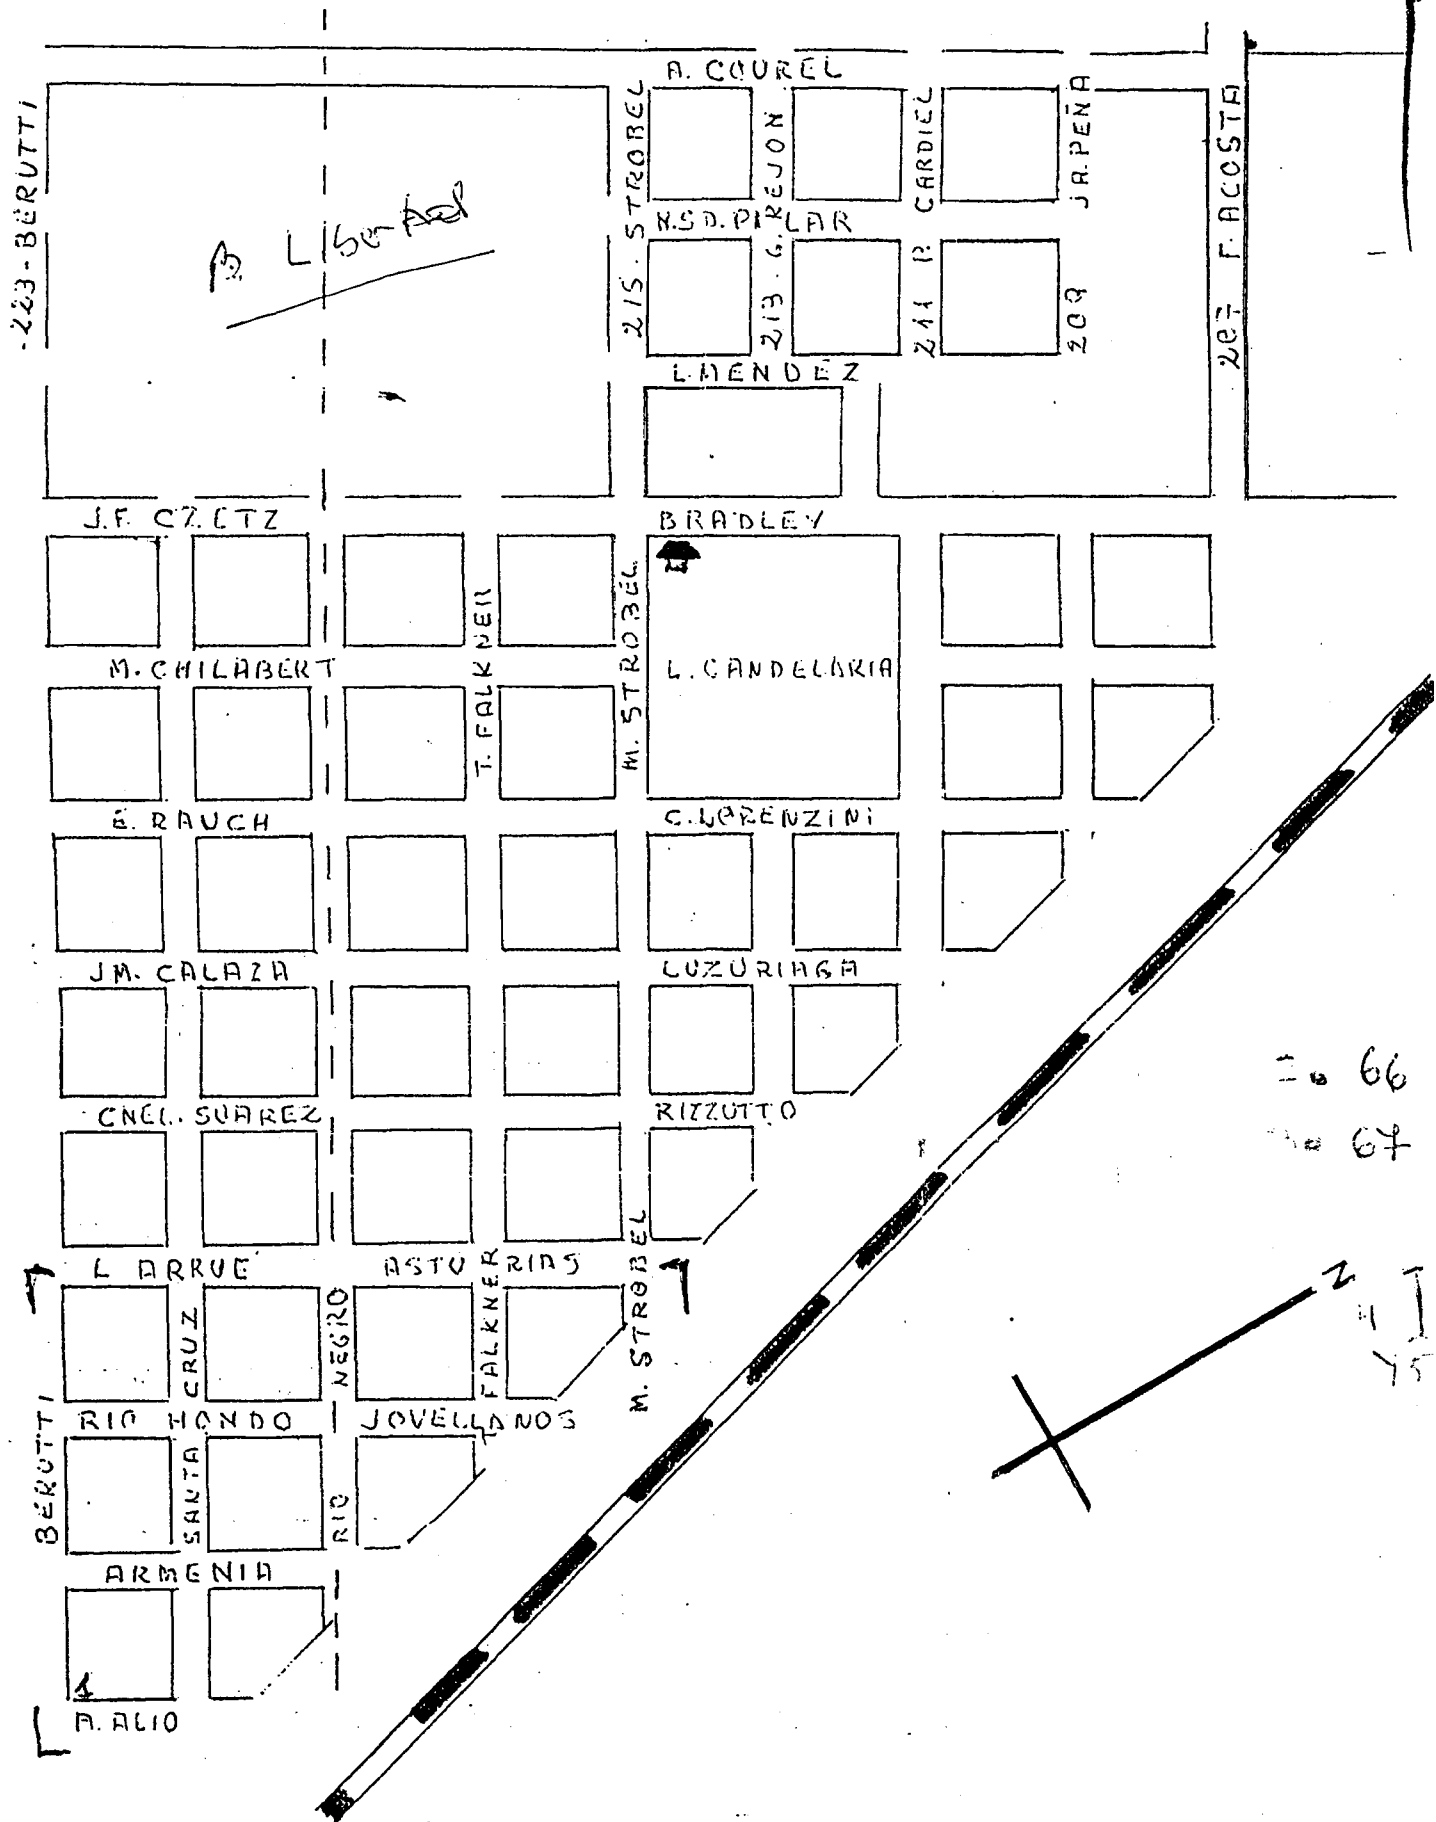 A. COUREL
-223-BERUTTI
215. STROBEL
213. G. REJON
211 P. CARDIEL
209 J A. PEÑA
207 F. ACOSTA
N.S.D. PILAR
B. Libertad
L. MENDEZ
J.F. CZETZ
BRADLEY
T. FALKNER
M. STROBEL
M. CHILABERT
L. CANDELARIA
E. RAUCH
C. LORENZINI
J.M. CALAZA
LUZURIAGA
CNEL. SUAREZ
RIZZUTTO
66
67
L ARRUE
ASTURIAS
N
BERUTTI
SANTA CRUZ
RIO NEGRO
T FALKNER
M. STROBEL
RIO HONDO
JOVELLANOS
ARMENIA
1
A. ALIO